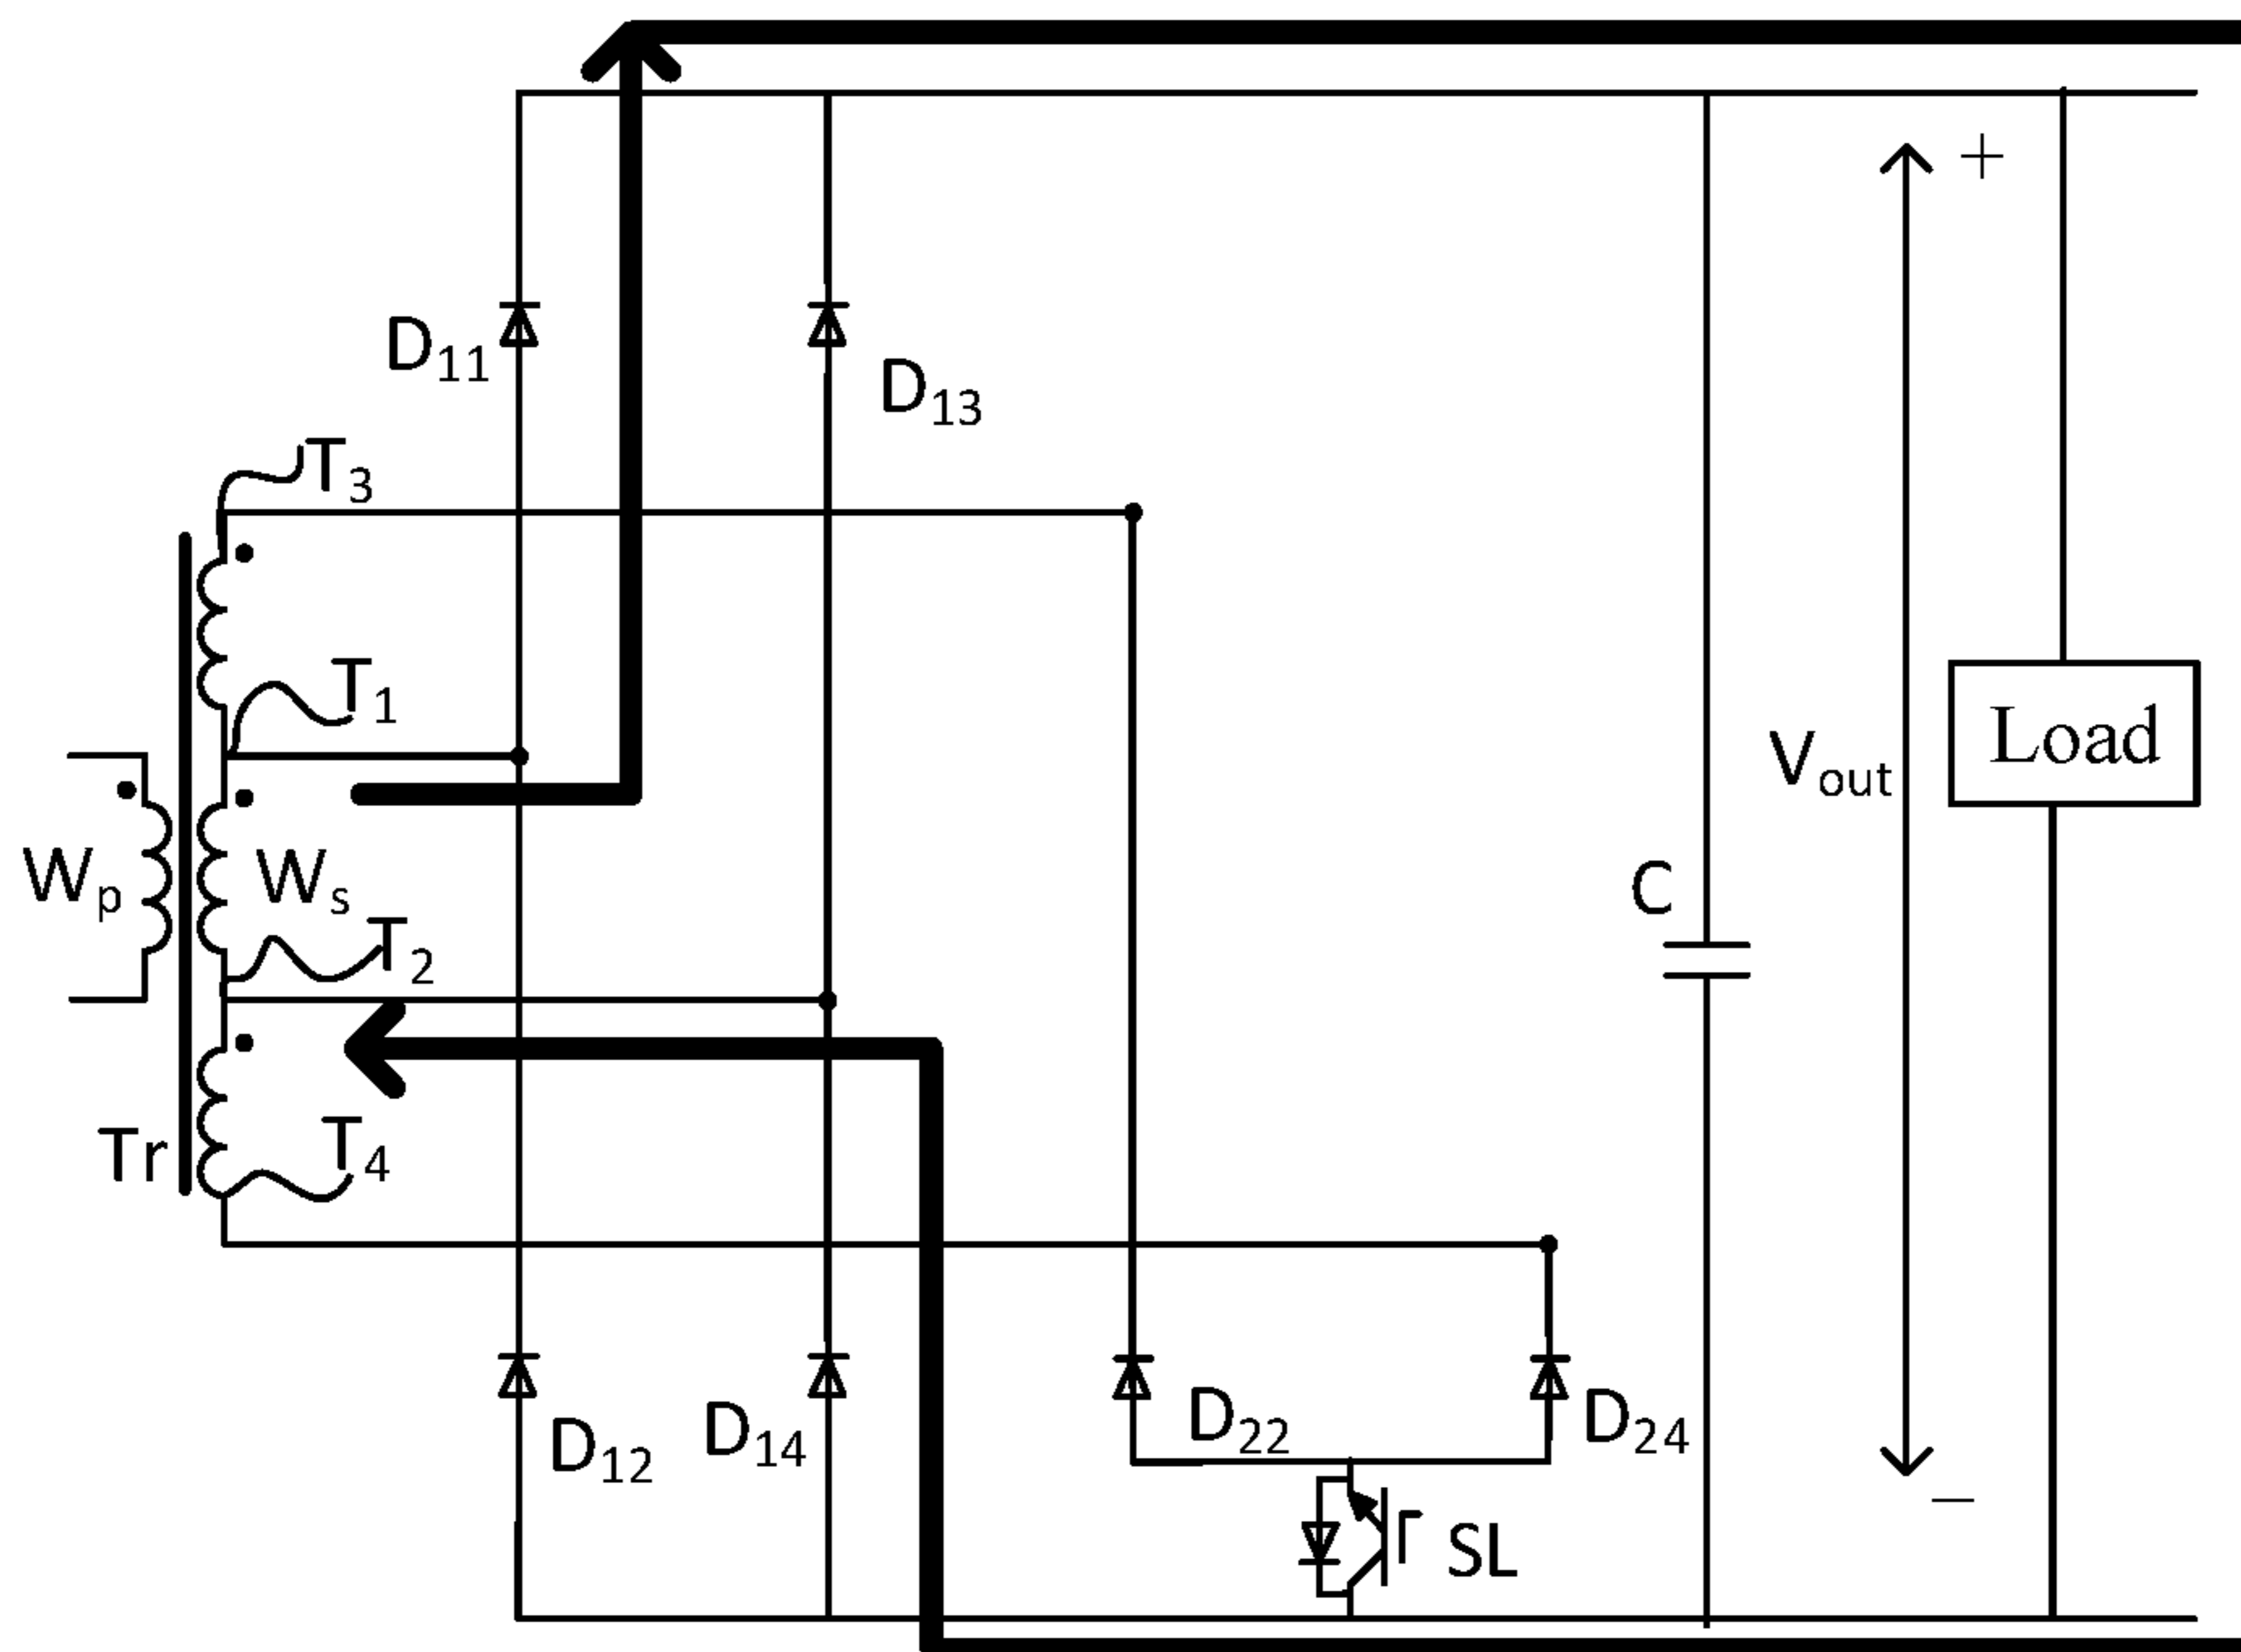 +
D11
D13
T3
T1
Load
Vout
Wp
Ws
C
T2
Tr
T4
D12
D14
D22
D24
−
SL